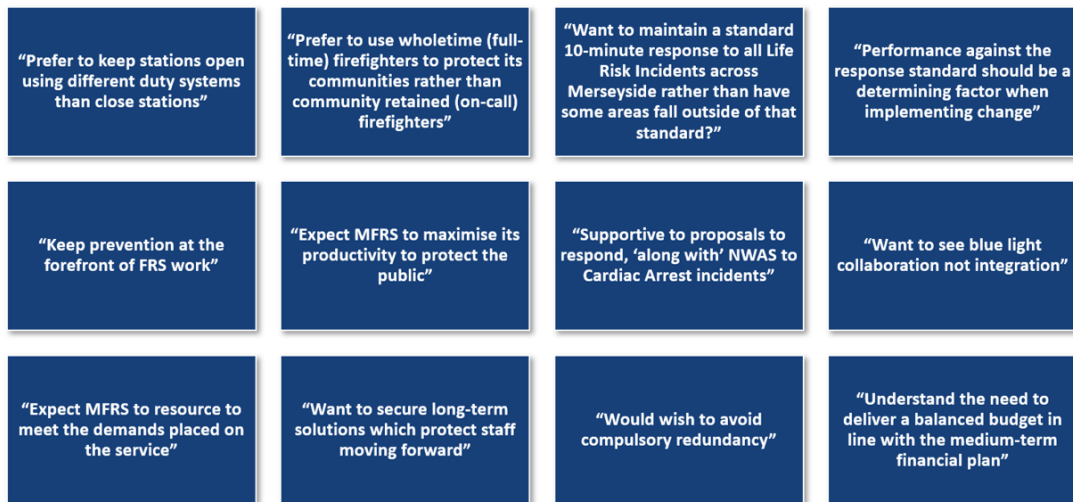 “Prefer to keep stations open
using different duty systems
than close stations”
“Prefer to use wholetime (full-
time) firefighters to protect its
communities rather than
community retained (on-call)
firefighters”
“Want to maintain a standard
10-minute response to all Life
Risk Incidents across
Merseyside rather than have
some areas fall outside of that
standard?”
“Performance against the
response standard should be a
determining factor when
implementing change”
“Keep prevention at the
forefront of FRS work”
“Expect MFRS to maximise its
productivity to protect the
public”
“Supportive to proposals to
respond, ‘along with’ NWAS to
Cardiac Arrest incidents”
“Want to see blue light
collaboration not integration”
“Expect MFRS to resource to
meet the demands placed on
the service”
“Want to secure long-term
solutions which protect staff
moving forward”
“Would wish to avoid
compulsory redundancy”
“Understand the need to
deliver a balanced budget in
line with the medium-term
financial plan”